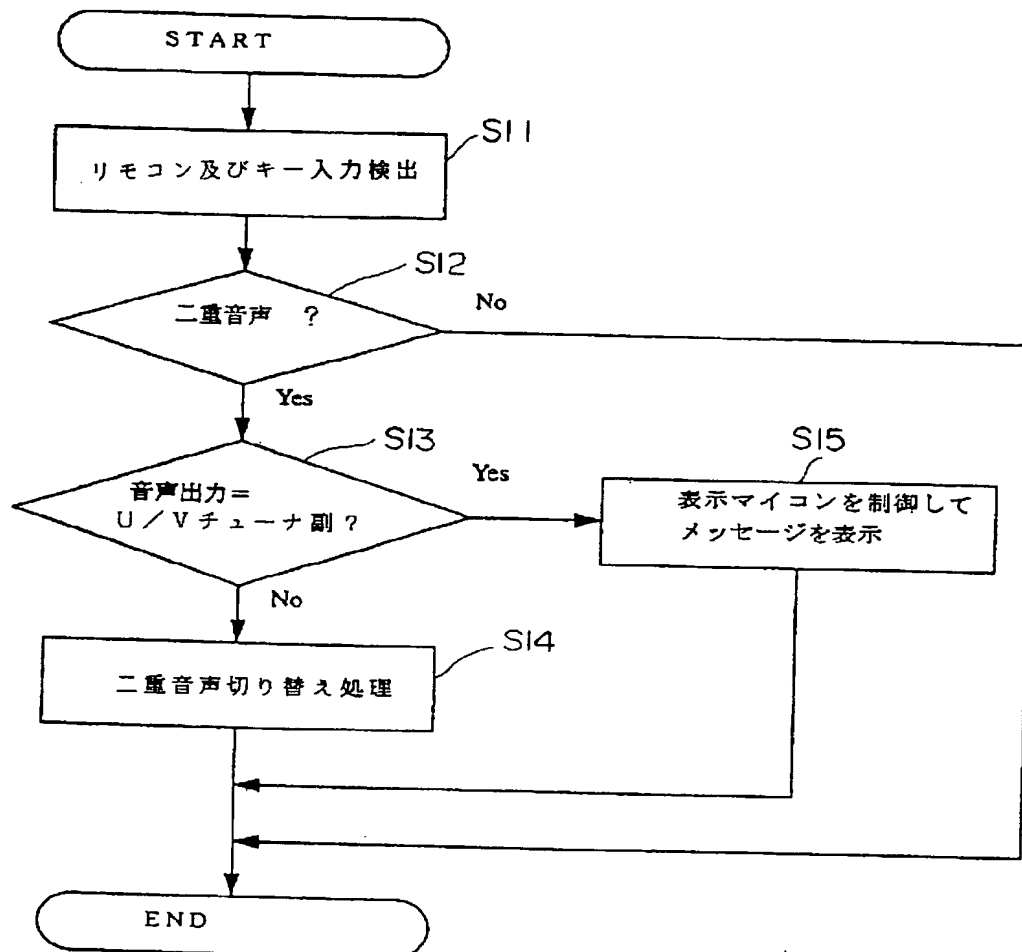 START
S11
リモコン及びキー入力検出
S12
二重音声 ?
No
Yes
S13
音声出力=
U/Vチューナ副?
Yes
No
S15
表示マイコンを制御して
メッセージを表示
S14
二重音声切り替え処理
END